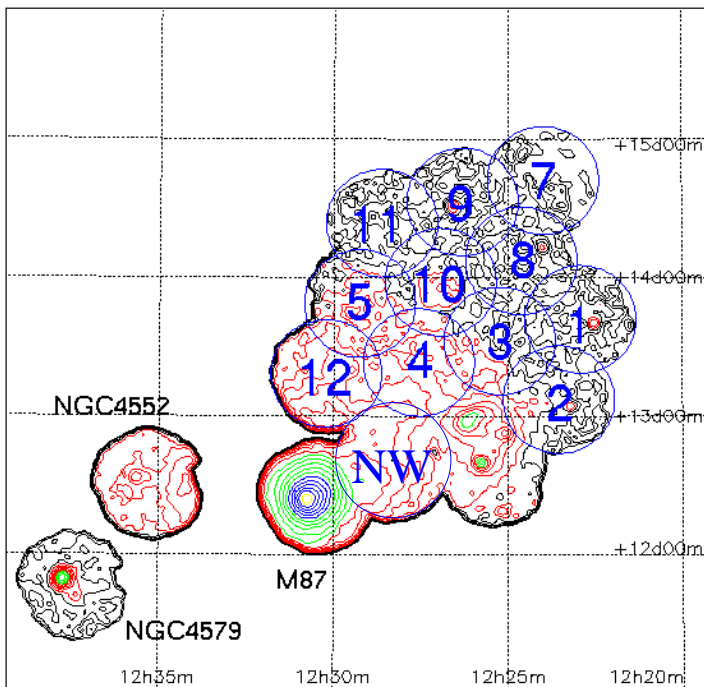 +15d00m
7
9
11
8
+14d00m
10
5
1
3
4
12
2
NGC4552
+13d00m
NW
+12d00m
M87
NGC4579
12h35m
12h30m
12h25m
12h20m